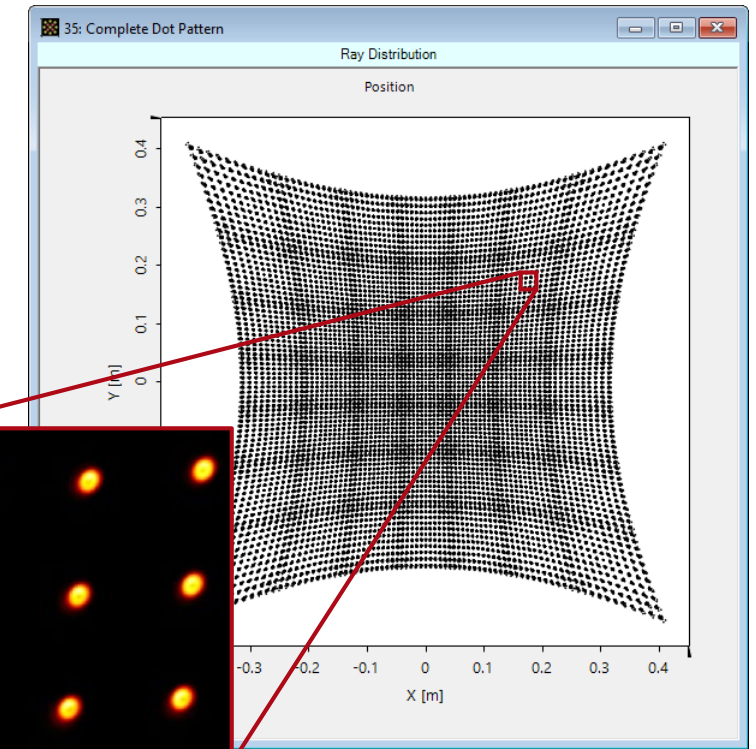 35: Complete Dot Pattern
Ray Distribution
Position
0.4
0.3
0.2
0.1
0
Y [m]
-0.3
-0.2
-0.1
0
0.1
0.2
0.3
0.4
X [m]